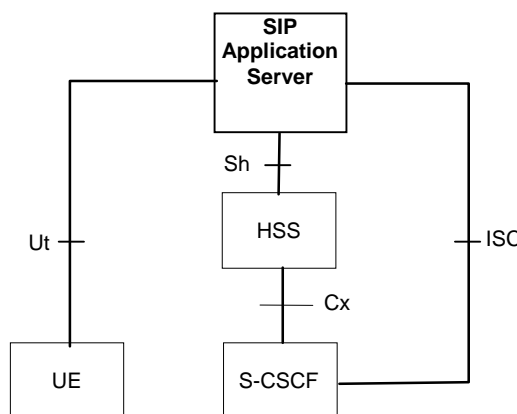 SIP
Application
Server
Sh
HSS
Ut
ISC
Cx
UE
S-CSCF